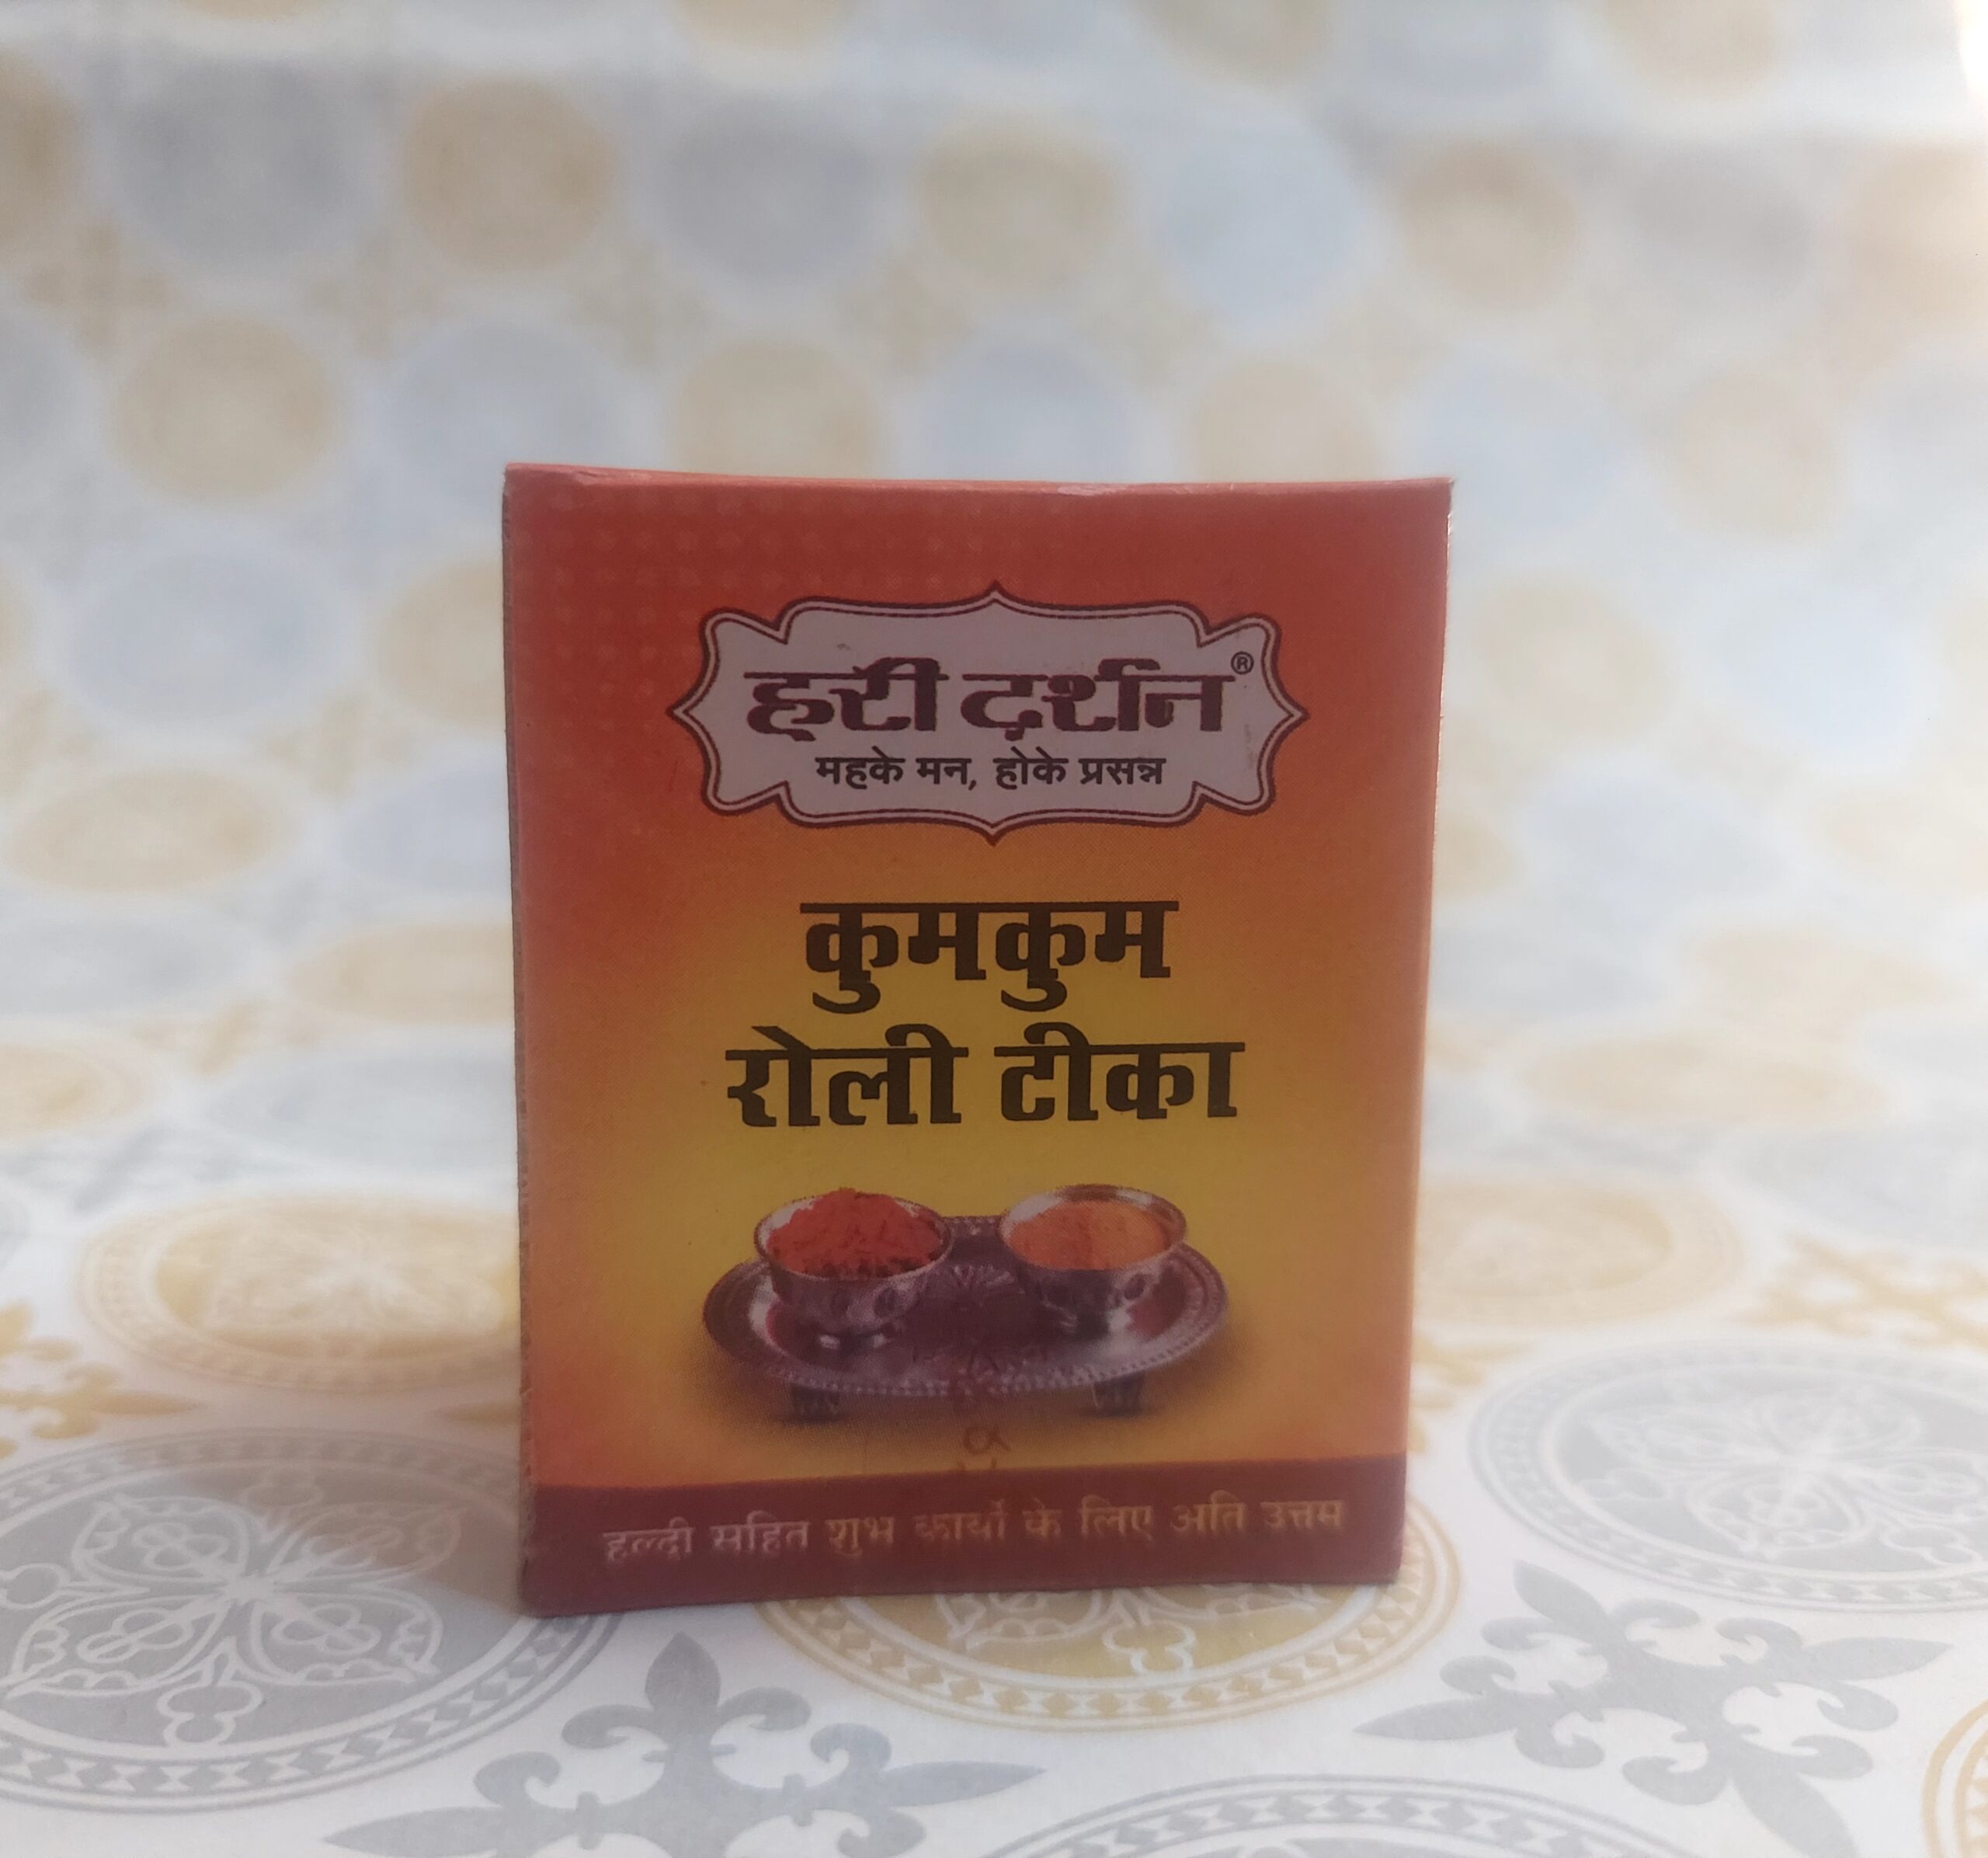 हरी दर्शन®
महके मन, होके प्रसन्न
कुमकुम
रोली टीका
हल्दी सहित शुभ कार्यों के लिए अति उत्तम